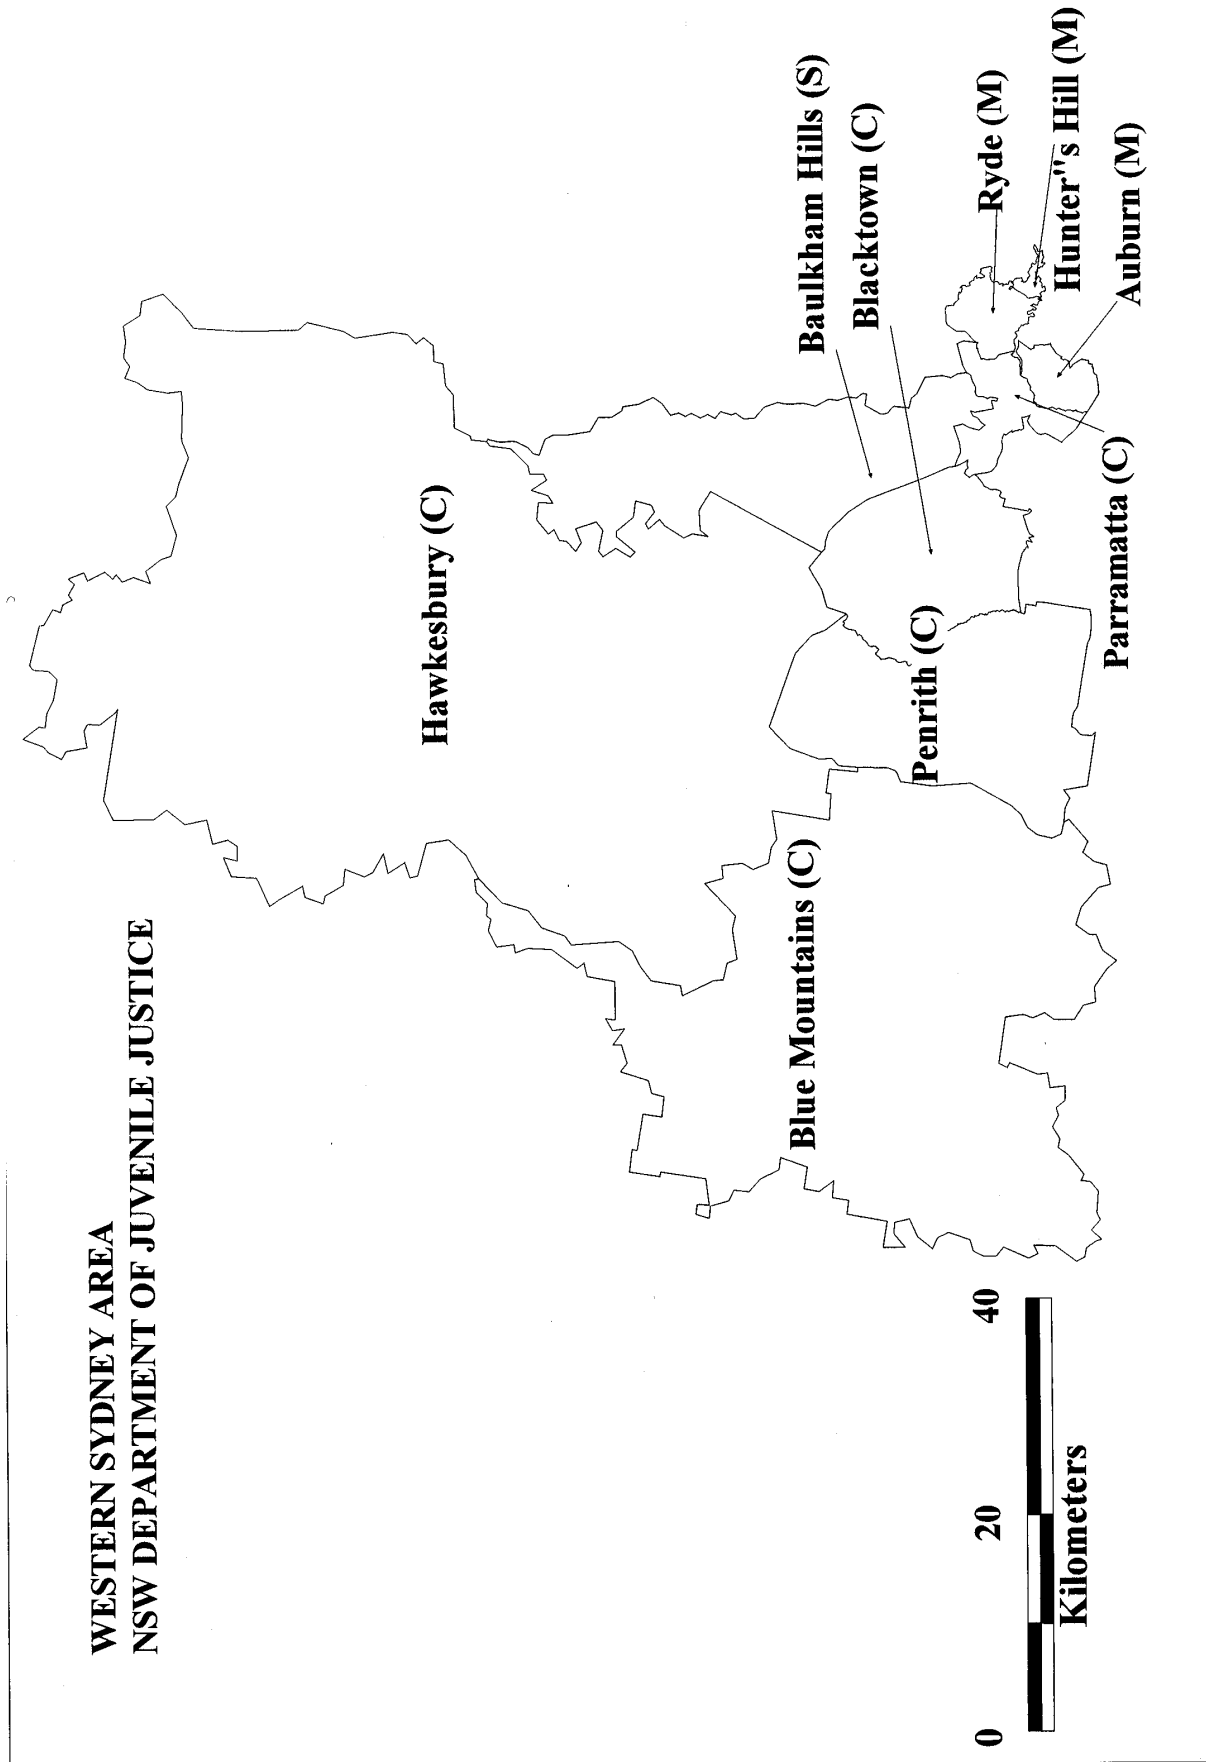 WESTERN SYDNEY AREA
NSW DEPARTMENT OF JUVENILE JUSTICE
Hawkesbury (C)
Baulkham Hills (S)
Blue Mountains (C)
Blacktown (C)
Penrith (C)
Ryde (M)
Hunter"s Hill (M)
Parramatta (C)
Auburn (M)
0 20 40
Kilometers